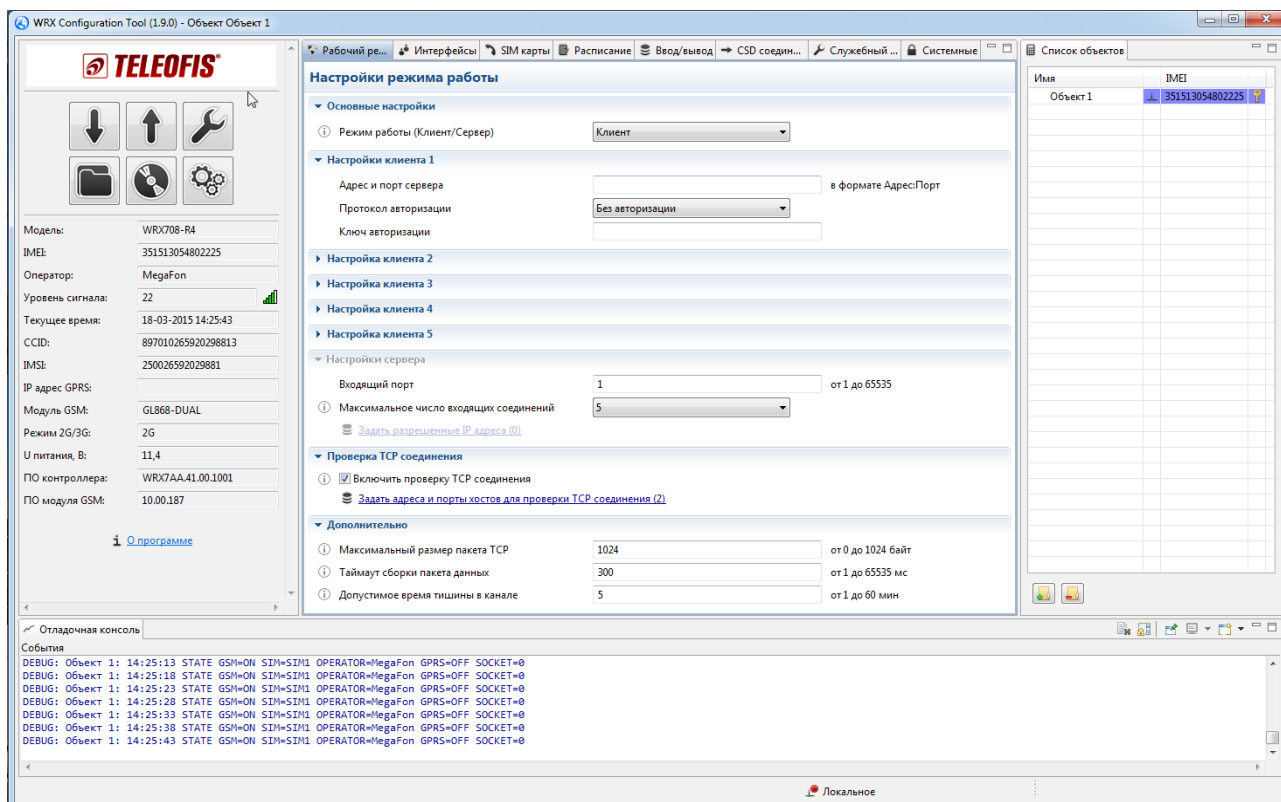 WRX Configuration Tool (1.9.0) - Объект Объект 1
TELEOFIS®
Модель: WRX708-R4
IMEI: 351513054802225
Оператор: MegaFon
Уровень сигнала: 22
Текущее время: 18-03-2015 14:25:43
CCID: 897010265920298813
IMSI: 250026592029881
IP адрес GPRS:
Модуль GSM: GL868-DUAL
Режим 2G/3G: 2G
U питания, В: 11,4
ПО контроллера: WRX7AA.41.00.1001
ПО модуля GSM: 10.00.187
О программе
Рабочий ре... Интерфейсы SIM карты Расписание Ввод/вывод CSD соедин... Служебный ... Системные
Настройки режима работы
Основные настройки
Режим работы (Клиент/Сервер) Клиент
Настройки клиента 1
Адрес и порт сервера в формате Адрес:Порт
Протокол авторизации Без авторизации
Ключ авторизации
Настройка клиента 2
Настройка клиента 3
Настройка клиента 4
Настройка клиента 5
Настройки сервера
Входящий порт 1 от 1 до 65535
Максимальное число входящих соединений 5
Задать разрешенные IP адреса (0)
Проверка TCP соединения
Включить проверку TCP соединения
Задать адреса и порты хостов для проверки TCP соединения (2)
Дополнительно
Максимальный размер пакета TCP 1024 от 0 до 1024 байт
Таймаут сборки пакета данных 300 от 1 до 65535 мс
Допустимое время тишины в канале 5 от 1 до 60 мин
Список объектов
Имя IMEI
Объект 1 351513054802225
Отладочная консоль
События
DEBUG: Объект 1: 14:25:13 STATE GSM=ON SIM=SIM1 OPERATOR=MegaFon GPRS=OFF SOCKET=0
DEBUG: Объект 1: 14:25:18 STATE GSM=ON SIM=SIM1 OPERATOR=MegaFon GPRS=OFF SOCKET=0
DEBUG: Объект 1: 14:25:23 STATE GSM=ON SIM=SIM1 OPERATOR=MegaFon GPRS=OFF SOCKET=0
DEBUG: Объект 1: 14:25:28 STATE GSM=ON SIM=SIM1 OPERATOR=MegaFon GPRS=OFF SOCKET=0
DEBUG: Объект 1: 14:25:33 STATE GSM=ON SIM=SIM1 OPERATOR=MegaFon GPRS=OFF SOCKET=0
DEBUG: Объект 1: 14:25:38 STATE GSM=ON SIM=SIM1 OPERATOR=MegaFon GPRS=OFF SOCKET=0
DEBUG: Объект 1: 14:25:43 STATE GSM=ON SIM=SIM1 OPERATOR=MegaFon GPRS=OFF SOCKET=0
Локальное